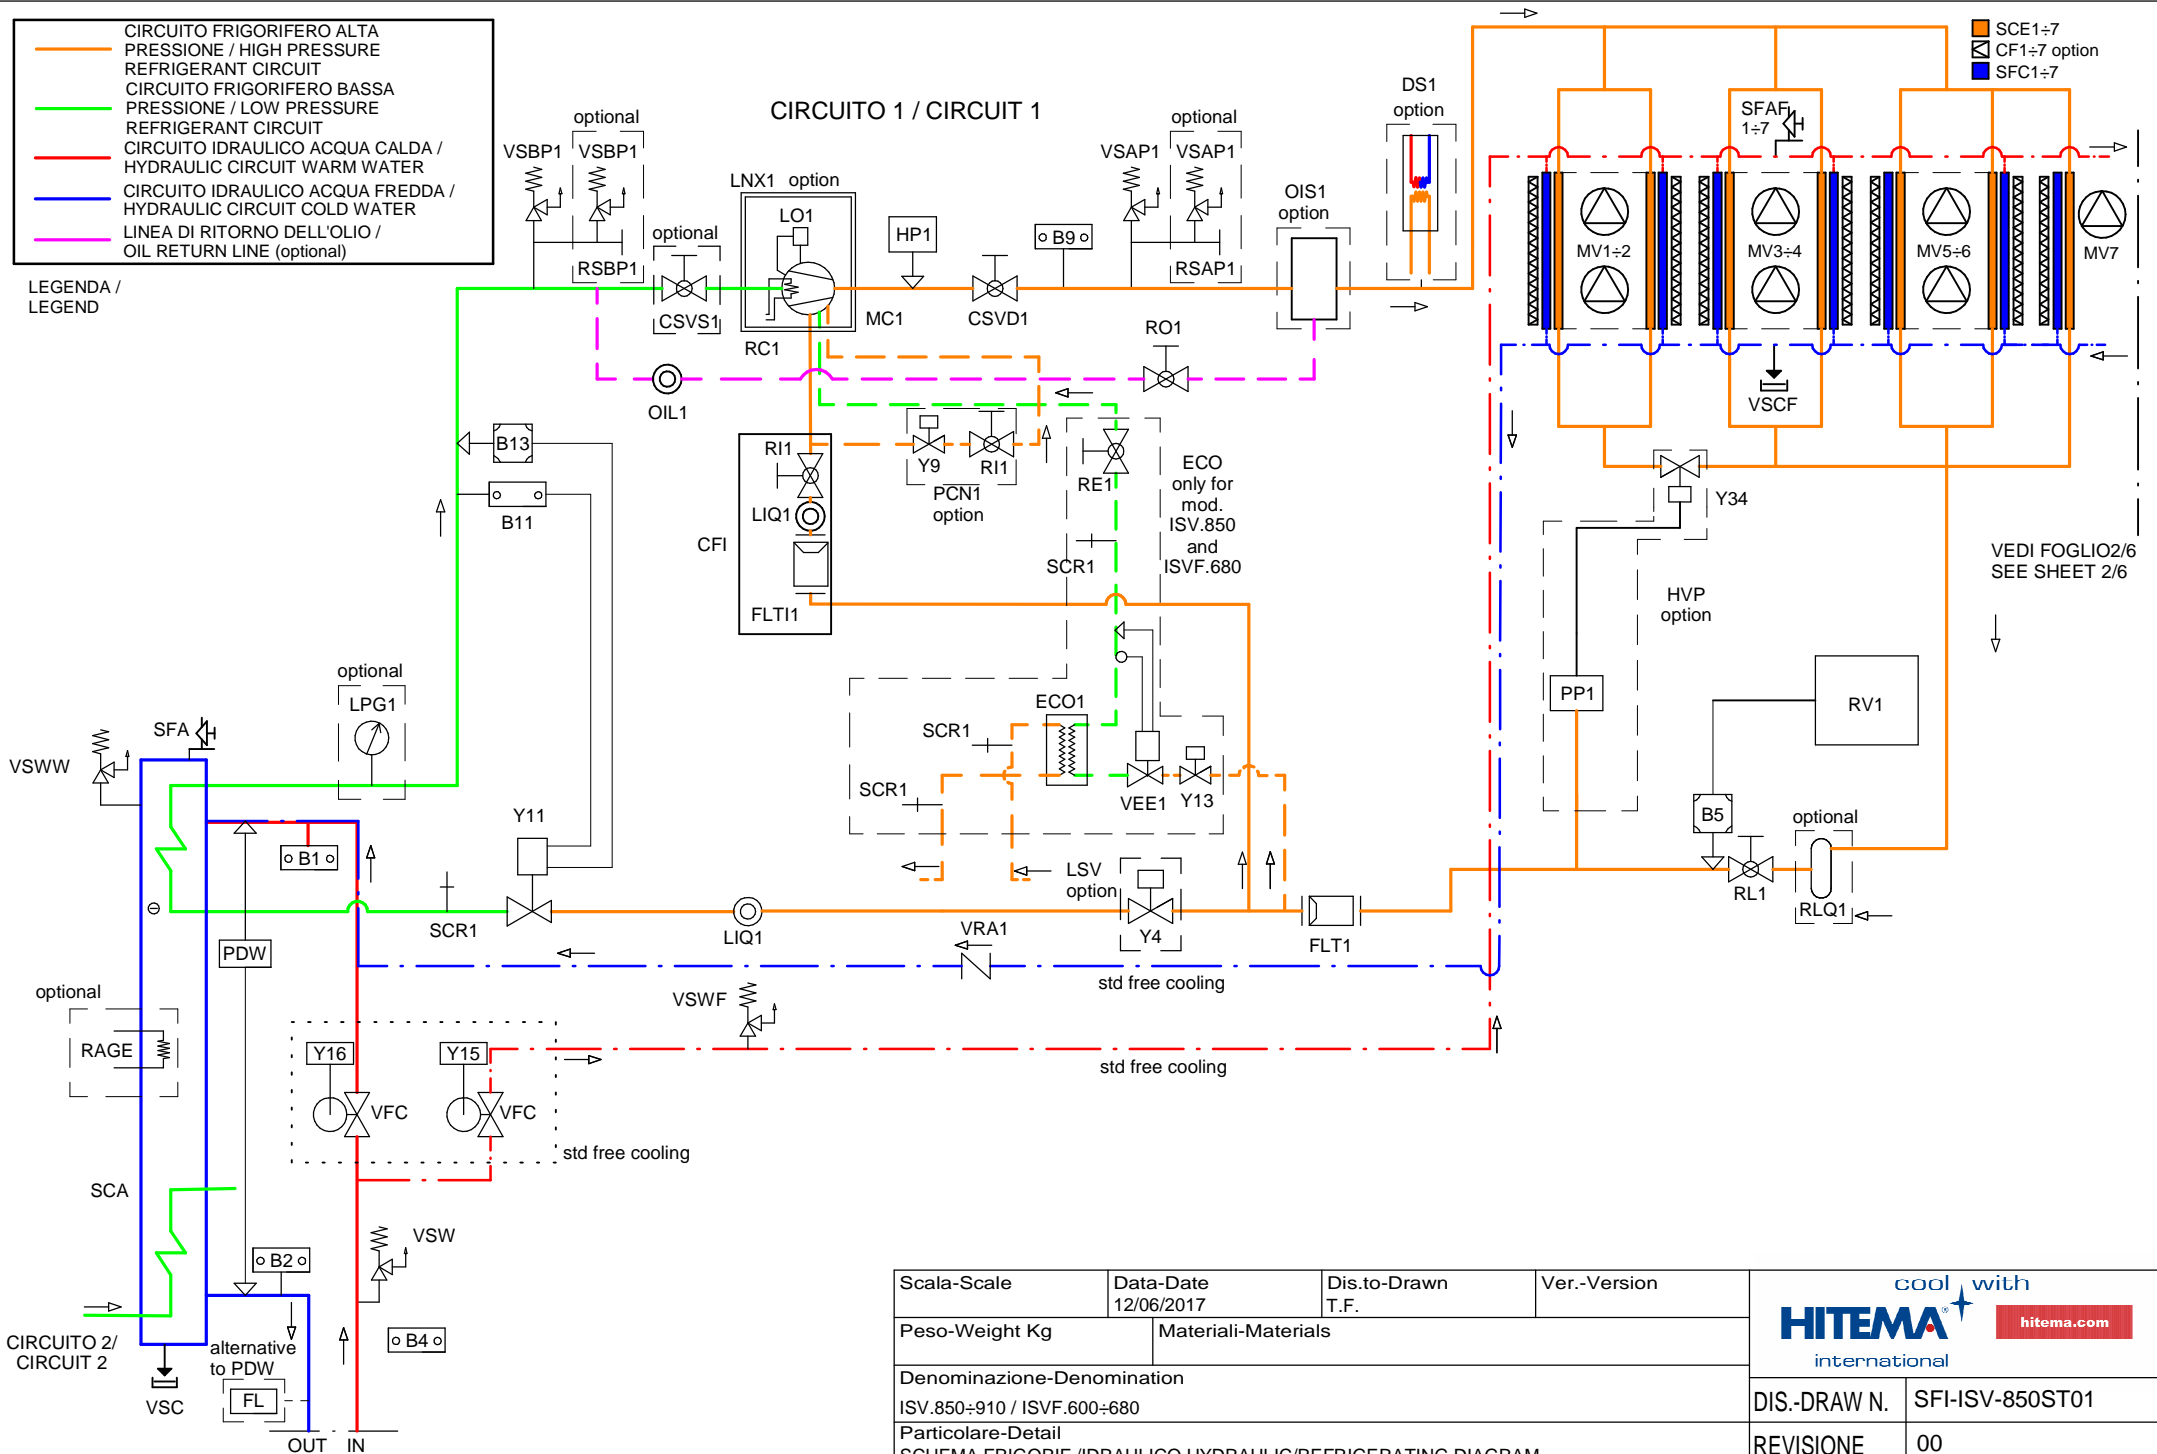 CIRCUITO FRIGORIFERO ALTA
PRESSIONE / HIGH PRESSURE
REFRIGERANT CIRCUIT
CIRCUITO FRIGORIFERO BASSA
PRESSIONE / LOW PRESSURE
REFRIGERANT CIRCUIT
CIRCUITO IDRAULICO ACQUA CALDA /
HYDRAULIC CIRCUIT WARM WATER
CIRCUITO IDRAULICO ACQUA FREDDA /
HYDRAULIC CIRCUIT COLD WATER
LINEA DI RITORNO DELL'OLIO /
OIL RETURN LINE (optional)
LEGENDA /
LEGEND
CIRCUITO 1 / CIRCUIT 1
optional
VSBP1
VSBP1
RSBP1
optional
CSVS1
LNX1 option
LO1
MC1
RC1
HP1
CSVD1
B9
optional
VSAP1
VSAP1
RSAP1
OIS1
option
DS1
option
SCE1÷7
CF1÷7 option
SFC1÷7
SFAF
1÷7
MV1÷2
MV3÷4
MV5÷6
MV7
VSCF
OIL1
RO1
B13
B11
RI1
LIQ1
CFI
FLTI1
Y9
RI1
PCN1
option
RE1
SCR1
ECO
only for
mod.
ISV.850
and
ISVF.680
Y34
HVP
option
PP1
VEDI FOGLIO2/6
SEE SHEET 2/6
RV1
B5
RL1
optional
RLQ1
optional
LPG1
SFA
VSWW
Y11
B1
SCR1
LIQ1
PDW
ECO1
SCR1
SCR1
VEE1
Y13
LSV
option
Y4
FLT1
VRA1
std free cooling
VSWF
std free cooling
optional
RAGE
Y16
Y15
VFC
VFC
std free cooling
SCA
B2
VSW
B4
CIRCUITO 2/
CIRCUIT 2
alternative
to PDW
FL
VSC
OUT
IN
Scala-Scale
Data-Date
12/06/2017
Dis.to-Drawn
T.F.
Ver.-Version
Peso-Weight Kg
Materiali-Materials
Denominazione-Denomination
ISV.850÷910 / ISVF.600÷680
Particolare-Detail
SCHEMA FRIGORIF./IDRAULICO-HYDRAULIC/REFRIGERATING DIAGRAM
cool with
HITEMA®
international
hitema.com
DIS.-DRAW N.
SFI-ISV-850ST01
REVISIONE
00